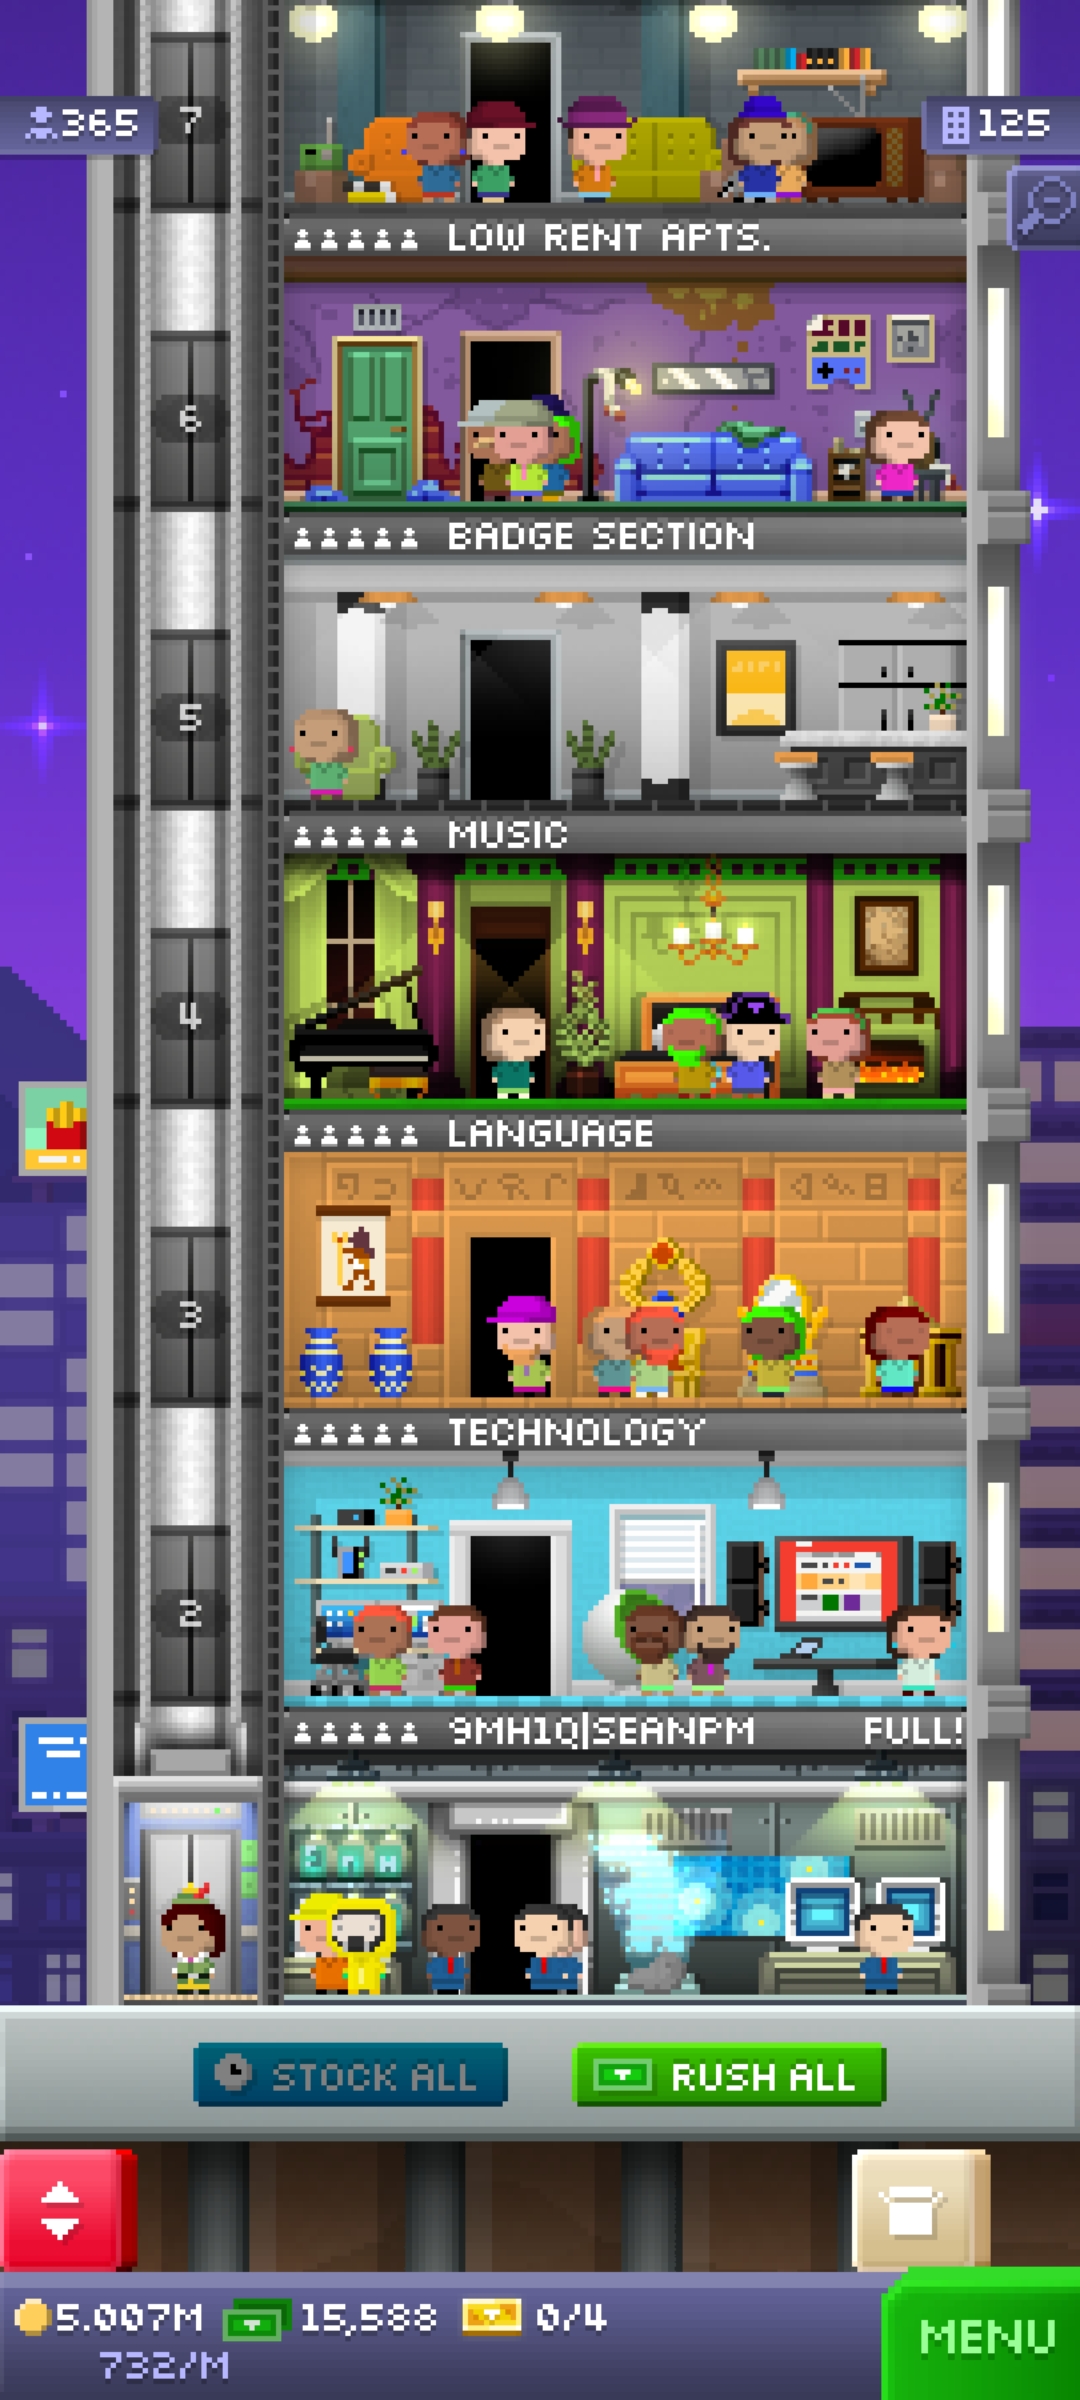 365
7
125
LOW RENT APTS.
6
BADGE SECTION
5
MUSIC
4
LANGUAGE
3
TECHNOLOGY
2
9MH1Q|SEANPM FULL!
STOCK ALL
RUSH ALL
5.007M
15,588
0/4
732/M
MENU